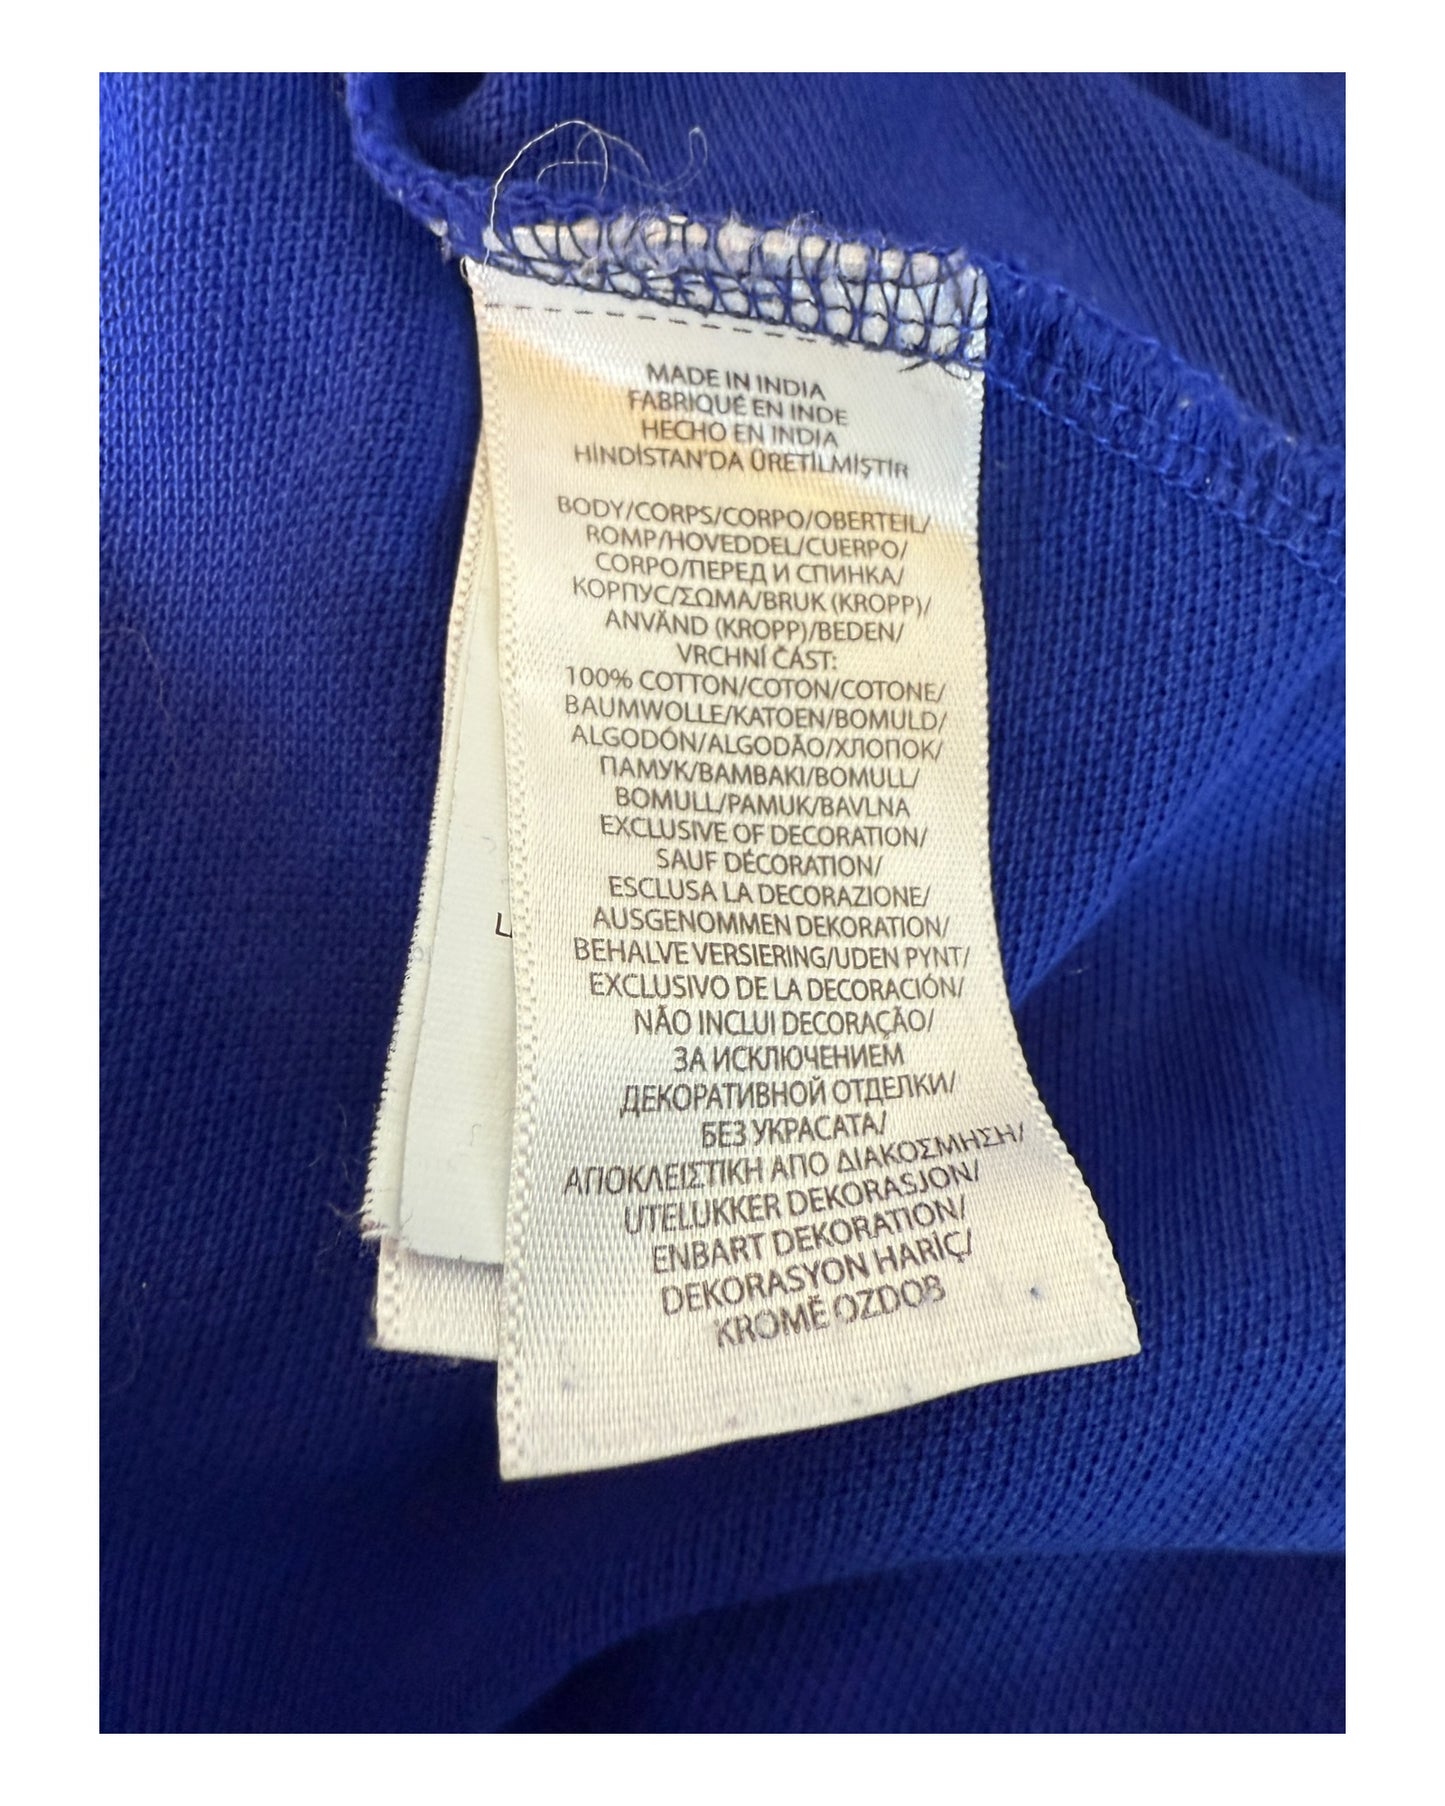 MADE IN INDIA
FABRIQUÉ EN INDE
HECHO EN INDIA
HİNDİSTAN'DA ÜRETİLMİŞTİR
BODY/CORPS/CORPO/OBERTEIL/
ROMP/HOVEDDEL/CUERPO/
CORPO/ПЕРЕД И СПИНКА/
КОРПУС/ΣΩΜΑ/BRUK (KROPP)/
ANVÄND (KROPP)/BEDEN/
VRCHNÍ ČÁST:
100% COTTON/COTON/COTONE/
BAUMWOLLE/KATOEN/BOMULD/
ALGODÓN/ALGODÃO/ХЛОПОК/
ПАМУК/ΒΑΜΒΑΚΙ/BOMULL/
BOMULL/PAMUK/BAVLNA
EXCLUSIVE OF DECORATION/
SAUF DÉCORATION/
ESCLUSA LA DECORAZIONE/
AUSGENOMMEN DEKORATION/
BEHALVE VERSIERING/UDEN PYNT/
EXCLUSIVO DE LA DECORACIÓN/
NÃO INCLUI DECORAÇÃO/
ЗА ИСКЛЮЧЕНИЕМ
ДЕКОРАТИВНОЙ ОТДЕЛКИ/
БЕЗ УКРАСАТА/
ΑΠΟΚΛΕΙΣΤΙΚΗ ΑΠΟ ΔΙΑΚΟΣΜΗΣΗ/
UTELUKKER DEKORASJON/
ENBART DEKORATION/
DEKORASYON HARİÇ/
KROMĚ OZDOB